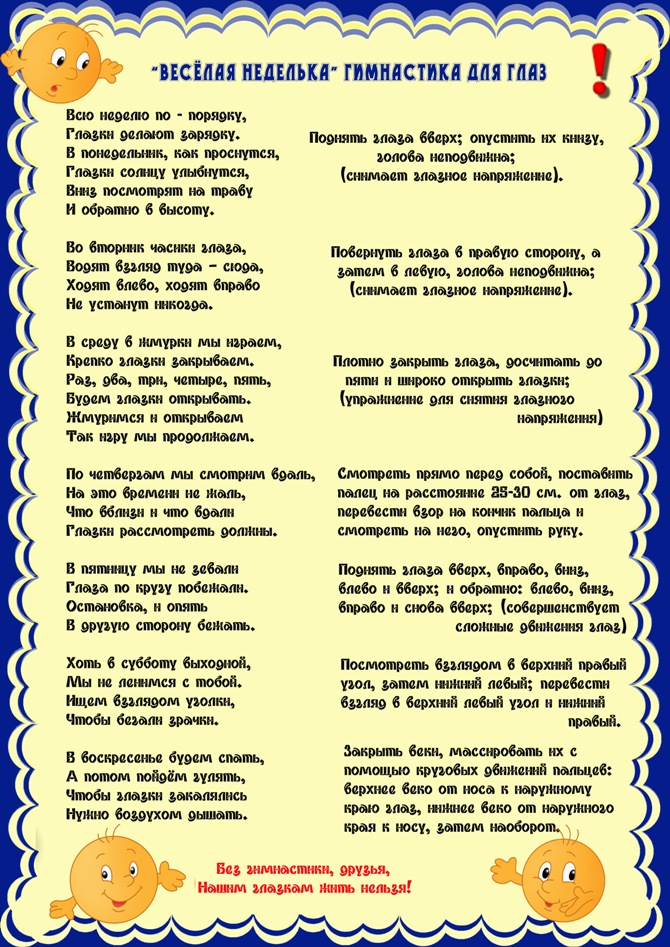 "ВЕСЁЛАЯ НЕДЕЛЬКА" ГИМНАСТИКА ДЛЯ ГЛАЗ
Всю неделю по - порядку,
Глазки делают зарядку.
В понедельник, как проснутся,
Глазки солнцу улыбнутся,
Вниз посмотрят на траву
И обратно в высоту.
Поднять глаза вверх; опустить их книзу,
голова неподвижна;
(снимает глазное напряжение).
Во вторник часики глаза,
Водят взгляд туда – сюда,
Ходят влево, ходят вправо
Не устанут никогда.
Повернуть глаза в правую сторону, а
затем в левую, голова неподвижна;
(снимает глазное напряжение).
В среду в жмурки мы играем,
Крепко глазки закрываем.
Раз, два, три, четыре, пять,
Будем глазки открывать.
Жмуримся и открываем
Так игру мы продолжаем.
Плотно закрыть глаза, досчитать до
пяти и широко открыть глазки;
(упражнение для снятия глазного
напряжения)
По четвергам мы смотрим вдаль,
На это времени не жаль,
Что вблизи и что вдали
Глазки рассмотреть должны.
Смотреть прямо перед собой, поставить
палец на расстояние 25-30 см. от глаз,
перевести взор на кончик пальца и
смотреть на него, опустить руку.
В пятницу мы не зевали
Глаза по кругу побежали.
Остановка, и опять
В другую сторону бежать.
Поднять глаза вверх, вправо, вниз,
влево и вверх; и обратно: влево, вниз,
вправо и снова вверх; (совершенствует
сложные движения глаз)
Хоть в субботу выходной,
Мы не ленимся с тобой.
Ищем взглядом уголки,
Чтобы бегали зрачки.
Посмотреть взглядом в верхний правый
угол, затем нижний левый; перевести
взгляд в верхний левый угол и нижний
правый.
В воскресенье будем спать,
А потом пойдём гулять,
Чтобы глазки закалялись
Нужно воздухом дышать.
Закрыть веки, массировать их с
помощью круговых движений пальцев:
верхнее веко от носа к наружному
краю глаз, нижнее веко от наружного
края к носу, затем наоборот.
Без гимнастики, друзья,
Нашим глазкам жить нельзя!